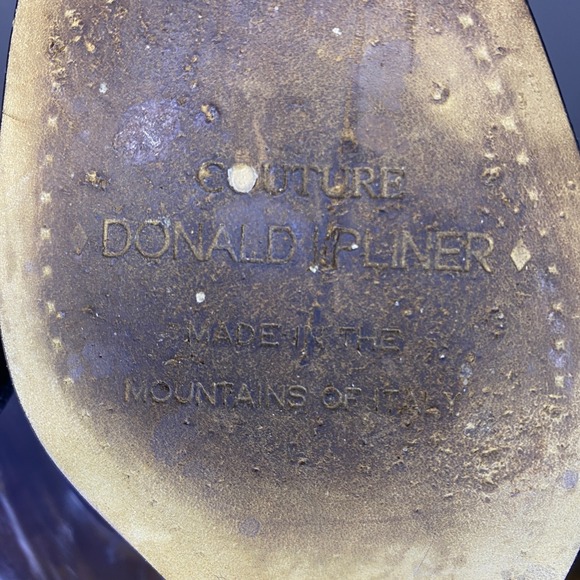 COUTURE
DONALD J PLINER
MADE IN THE
MOUNTAINS OF ITALY